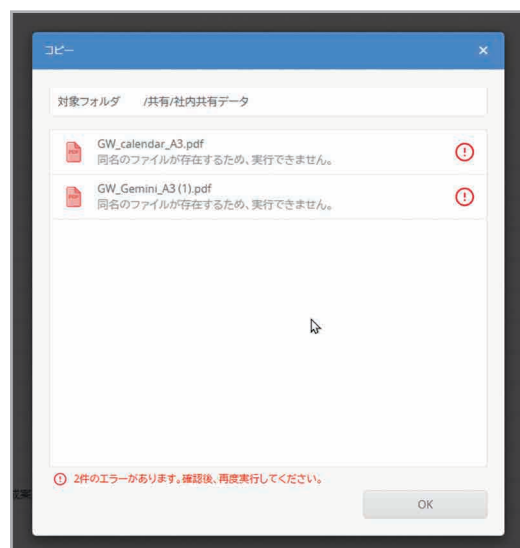 コピー
対象フォルダ /共有/社内共有データ
GW_calendar_A3.pdf
同名のファイルが存在するため、実行できません。
GW_Gemini_A3 (1).pdf
同名のファイルが存在するため、実行できません。
2件のエラーがあります。確認後、再度実行してください。
OK